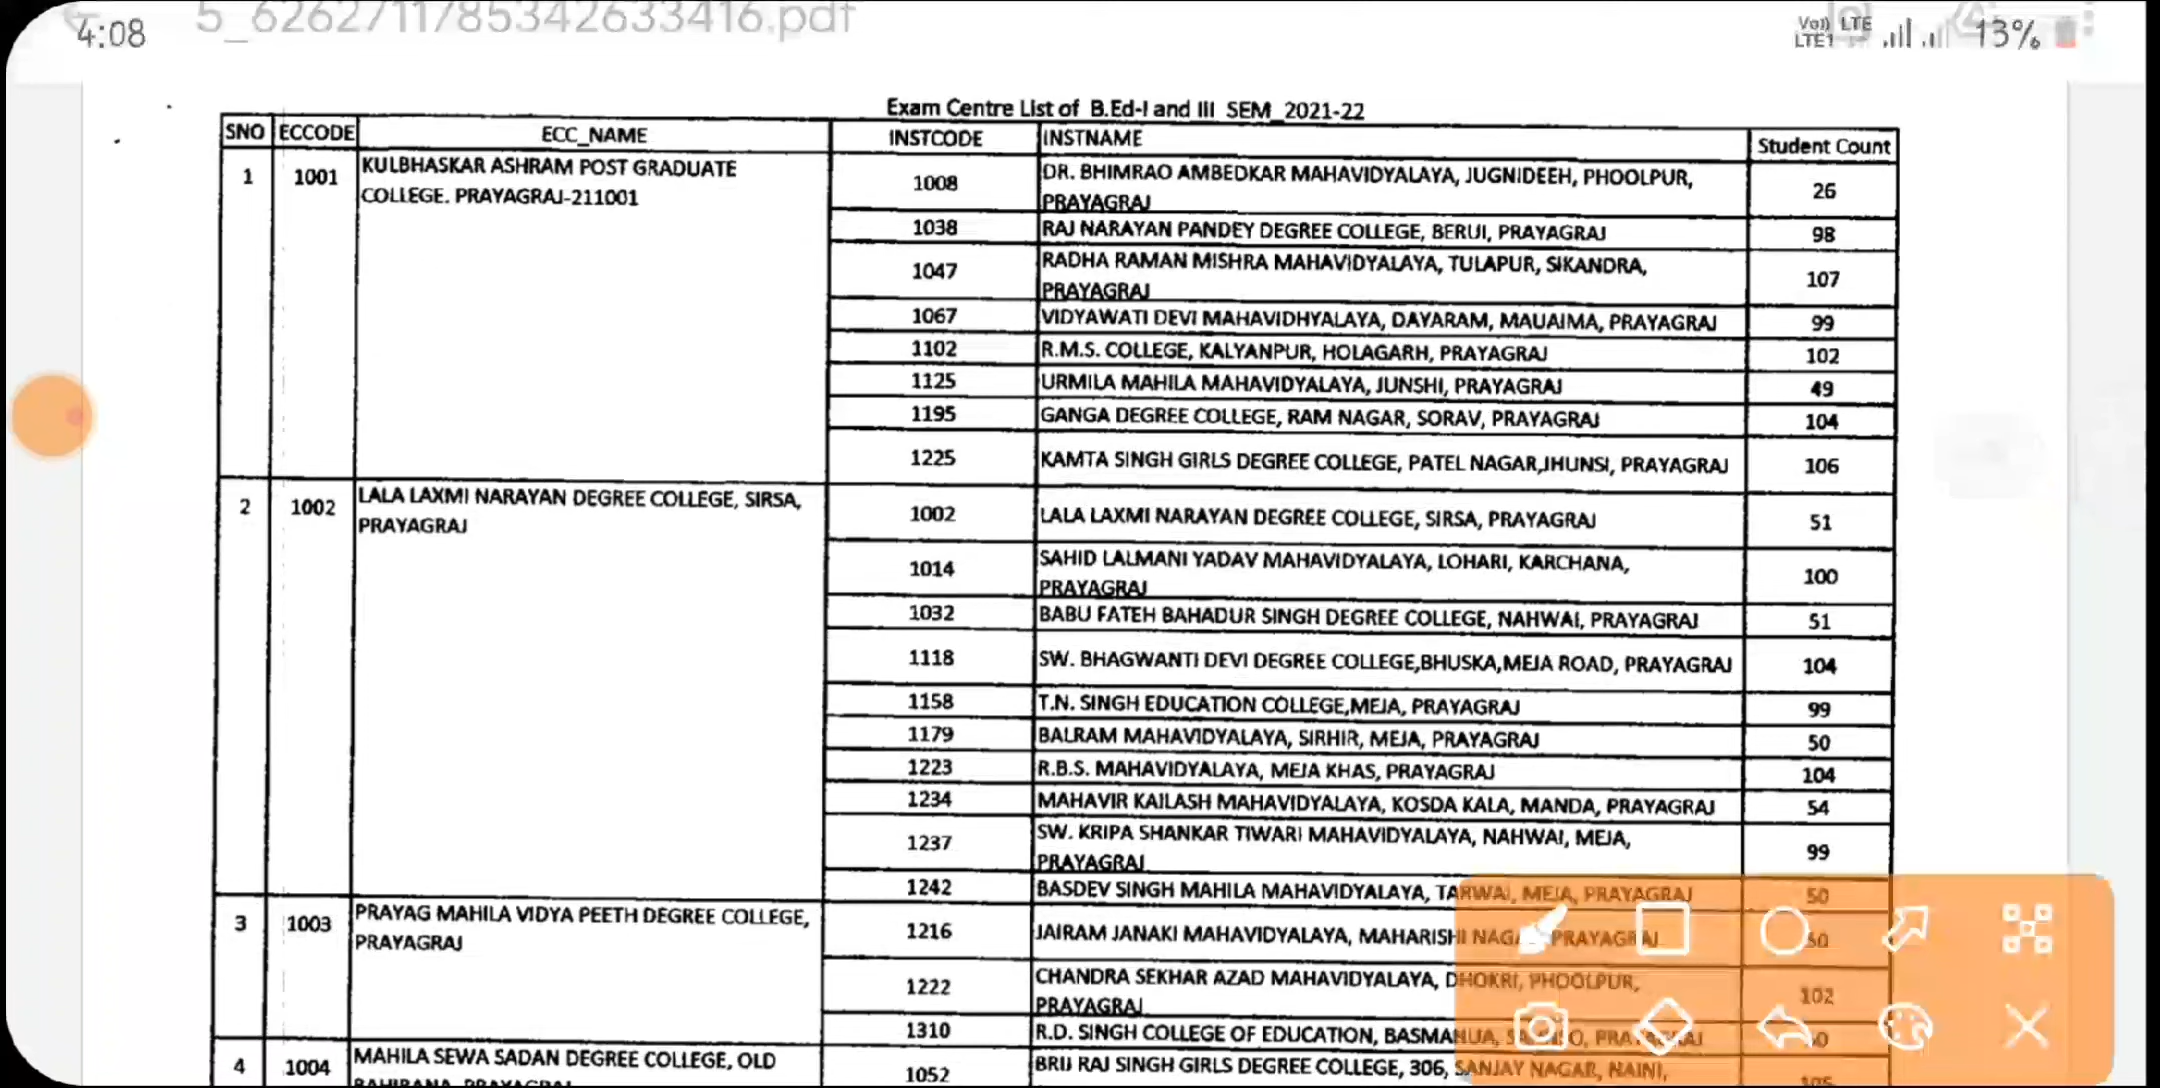 5_6262711785342633416.pdf
4:08
Vo)) LTE
LTE1
13%
Exam Centre List of B.Ed-I and III SEM_2021-22
SNO ECCODE ECC_NAME INSTCODE INSTNAME Student Count
1 1001 KULBHASKAR ASHRAM POST GRADUATE
COLLEGE. PRAYAGRAJ-211001
1008 DR. BHIMRAO AMBEDKAR MAHAVIDYALAYA, JUGNIDEEH, PHOOLPUR,
PRAYAGRAJ 26
1038 RAJ NARAYAN PANDEY DEGREE COLLEGE, BERUI, PRAYAGRAJ 98
1047 RADHA RAMAN MISHRA MAHAVIDYALAYA, TULAPUR, SIKANDRA,
PRAYAGRAJ 107
1067 VIDYAWATI DEVI MAHAVIDHYALAYA, DAYARAM, MAUAIMA, PRAYAGRAJ 99
1102 R.M.S. COLLEGE, KALYANPUR, HOLAGARH, PRAYAGRAJ 102
1125 URMILA MAHILA MAHAVIDYALAYA, JUNSHI, PRAYAGRAJ 49
1195 GANGA DEGREE COLLEGE, RAM NAGAR, SORAV, PRAYAGRAJ 104
1225 KAMTA SINGH GIRLS DEGREE COLLEGE, PATEL NAGAR,JHUNSI, PRAYAGRAJ 106
2 1002 LALA LAXMI NARAYAN DEGREE COLLEGE, SIRSA,
PRAYAGRAJ
1002 LALA LAXMI NARAYAN DEGREE COLLEGE, SIRSA, PRAYAGRAJ 51
1014 SAHID LALMANI YADAV MAHAVIDYALAYA, LOHARI, KARCHANA,
PRAYAGRAJ 100
1032 BABU FATEH BAHADUR SINGH DEGREE COLLEGE, NAHWAI, PRAYAGRAJ 51
1118 SW. BHAGWANTI DEVI DEGREE COLLEGE,BHUSKA,MEJA ROAD, PRAYAGRAJ 104
1158 T.N. SINGH EDUCATION COLLEGE,MEJA, PRAYAGRAJ 99
1179 BALRAM MAHAVIDYALAYA, SIRHIR, MEJA, PRAYAGRAJ 50
1223 R.B.S. MAHAVIDYALAYA, MEJA KHAS, PRAYAGRAJ 104
1234 MAHAVIR KAILASH MAHAVIDYALAYA, KOSDA KALA, MANDA, PRAYAGRAJ 54
1237 SW. KRIPA SHANKAR TIWARI MAHAVIDYALAYA, NAHWAI, MEJA,
PRAYAGRAJ 99
1242 BASDEV SINGH MAHILA MAHAVIDYALAYA, TARWAI, MEJA, PRAYAGRAJ 50
3 1003 PRAYAG MAHILA VIDYA PEETH DEGREE COLLEGE,
PRAYAGRAJ
1216 JAIRAM JANAKI MAHAVIDYALAYA, MAHARISHI PRAYAGRAJ
1222 CHANDRA SEKHAR AZAD MAHAVIDYALAYA, DHOKRI, PHOOLPUR,
PRAYAGRAJ 102
1310 R.D. SINGH COLLEGE OF EDUCATION,
4 1004 MAHILA SEWA SADAN DEGREE COLLEGE, OLD
1052 BRIJ RAJ SINGH GIRLS DEGREE COLLEGE, 306, SANJAY NAGAR, NAINI,